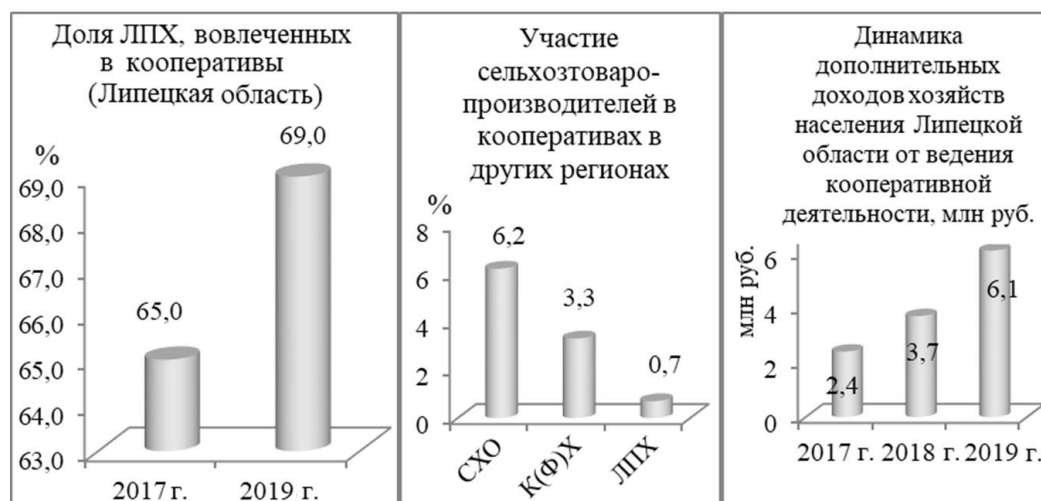 Доля ЛПХ, вовлеченных
в кооперативы
(Липецкая область)
%
69,0
68,0
67,0
66,0
65,0
64,0
63,0
65,0
69,0
2017 г.
2019 г.
Участие
сельхозтоваро-
производителей в
кооперативах в
других регионах
%
8
6
4
2
0
6,2
3,3
0,7
СХО
К(Ф)Х
ЛПХ
Динамика
дополнительных
доходов хозяйств
населения Липецкой
области от ведения
кооперативной
деятельности, млн руб.
млн руб.
6
4
2
0
2,4
3,7
6,1
2017 г. 2018 г. 2019 г.